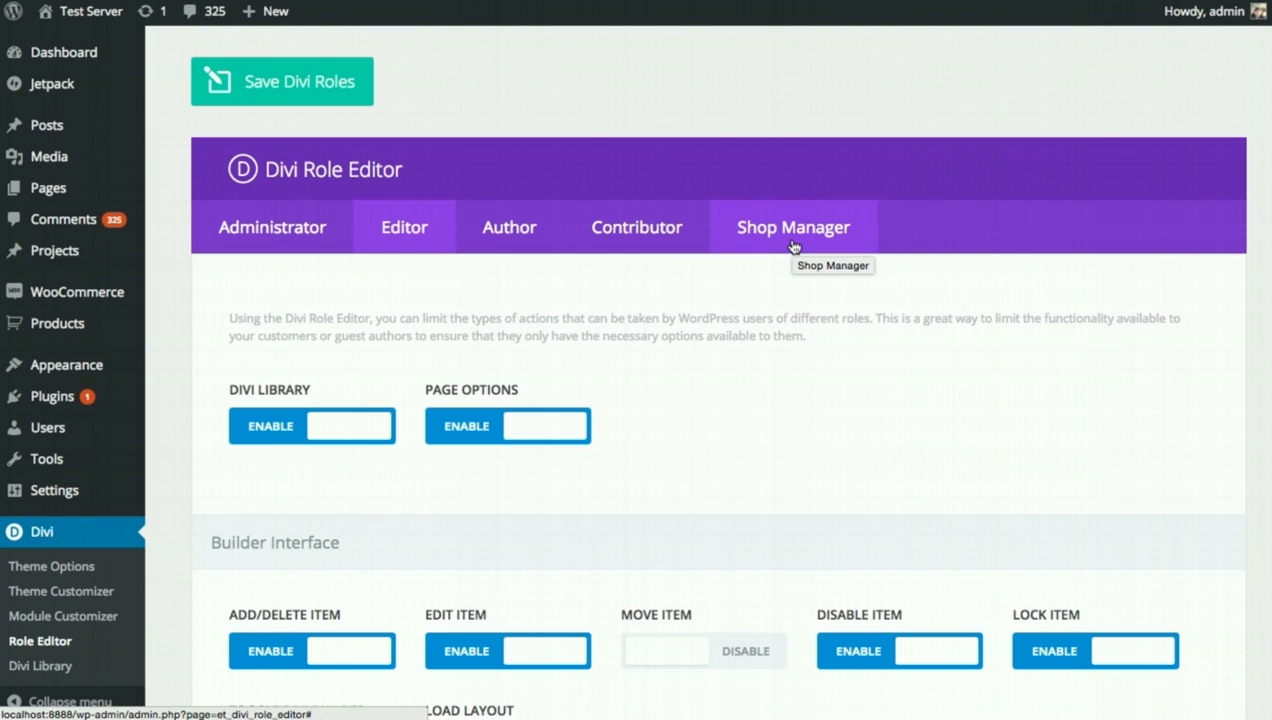 Test Server 1 325 New Howdy, admin
Dashboard
Jetpack
Posts
Media
Pages
Comments 325
Projects
WooCommerce
Products
Appearance
Plugins 1
Users
Tools
Settings
Divi
Theme Options
Theme Customizer
Module Customizer
Role Editor
Divi Library
Collapse menu
localhost:8888/wp-admin/admin.php?page=et_divi_role_editor#
Save Divi Roles
D Divi Role Editor
Administrator Editor Author Contributor Shop Manager
Shop Manager
Using the Divi Role Editor, you can limit the types of actions that can be taken by WordPress users of different roles. This is a great way to limit the functionality available to
your customers or guest authors to ensure that they only have the necessary options available to them.
DIVI LIBRARY PAGE OPTIONS
ENABLE ENABLE
Builder Interface
ADD/DELETE ITEM EDIT ITEM MOVE ITEM DISABLE ITEM LOCK ITEM
ENABLE ENABLE DISABLE ENABLE ENABLE
LOAD LAYOUT